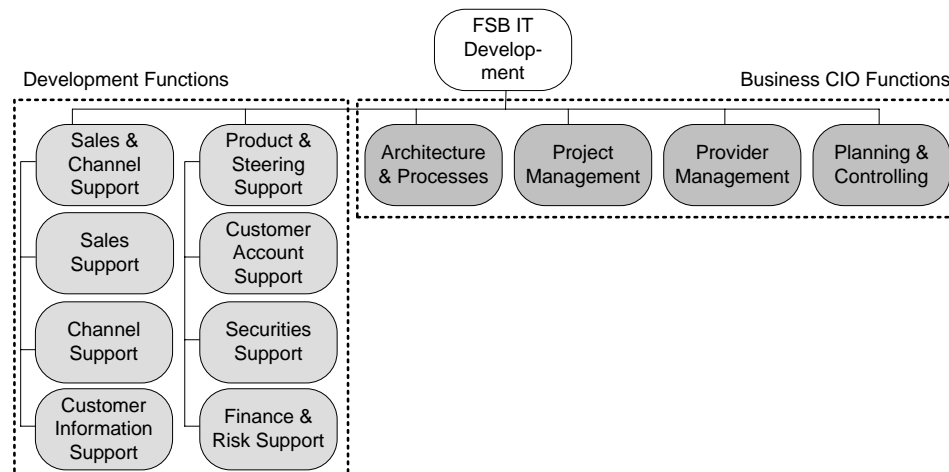 FSB IT
Develop-
ment
Development Functions
Business CIO Functions
Sales &
Channel
Support
Product &
Steering
Support
Architecture
& Processes
Project
Management
Provider
Management
Planning &
Controlling
Sales
Support
Customer
Account
Support
Channel
Support
Securities
Support
Customer
Information
Support
Finance &
Risk Support